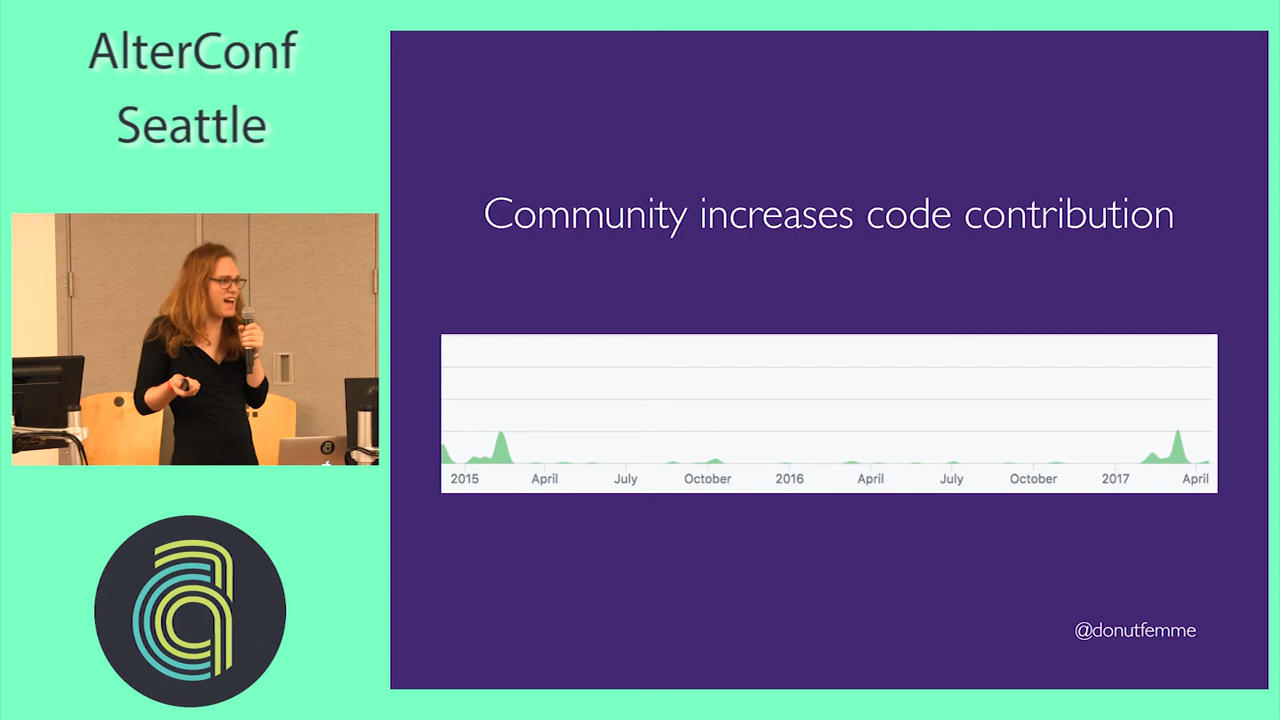 AlterConf
Seattle
Community increases code contribution
2015 April July October 2016 April July October 2017 April
@donutfemme